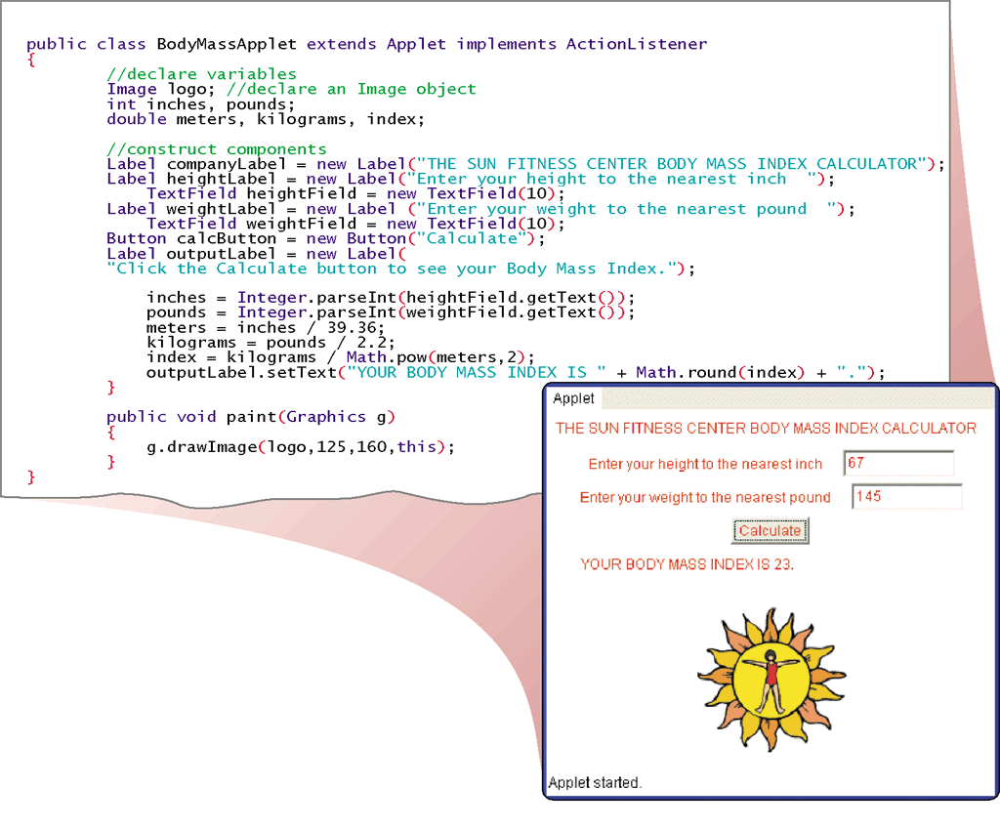 public class BodyMassApplet extends Applet implements ActionListener
{
//declare variables
Image logo; //declare an Image object
int inches, pounds;
double meters, kilograms, index;
//construct components
Label companyLabel = new Label("THE SUN FITNESS CENTER BODY MASS INDEX CALCULATOR");
Label heightLabel = new Label("Enter your height to the nearest inch  ");
TextField heightField = new TextField(10);
Label weightLabel = new Label ("Enter your weight to the nearest pound  ");
TextField weightField = new TextField(10);
Button calcButton = new Button("Calculate");
Label outputLabel = new Label(
"Click the Calculate button to see your Body Mass Index.");
inches = Integer.parseInt(heightField.getText());
pounds = Integer.parseInt(weightField.getText());
meters = inches / 39.36;
kilograms = pounds / 2.2;
index = kilograms / Math.pow(meters,2);
outputLabel.setText("YOUR BODY MASS INDEX IS " + Math.round(index) + ".");
}
public void paint(Graphics g)
{
g.drawImage(logo,125,160,this);
}
}
Applet
THE SUN FITNESS CENTER BODY MASS INDEX CALCULATOR
Enter your height to the nearest inch 67
Enter your weight to the nearest pound 145
Calculate
YOUR BODY MASS INDEX IS 23.
Applet started.